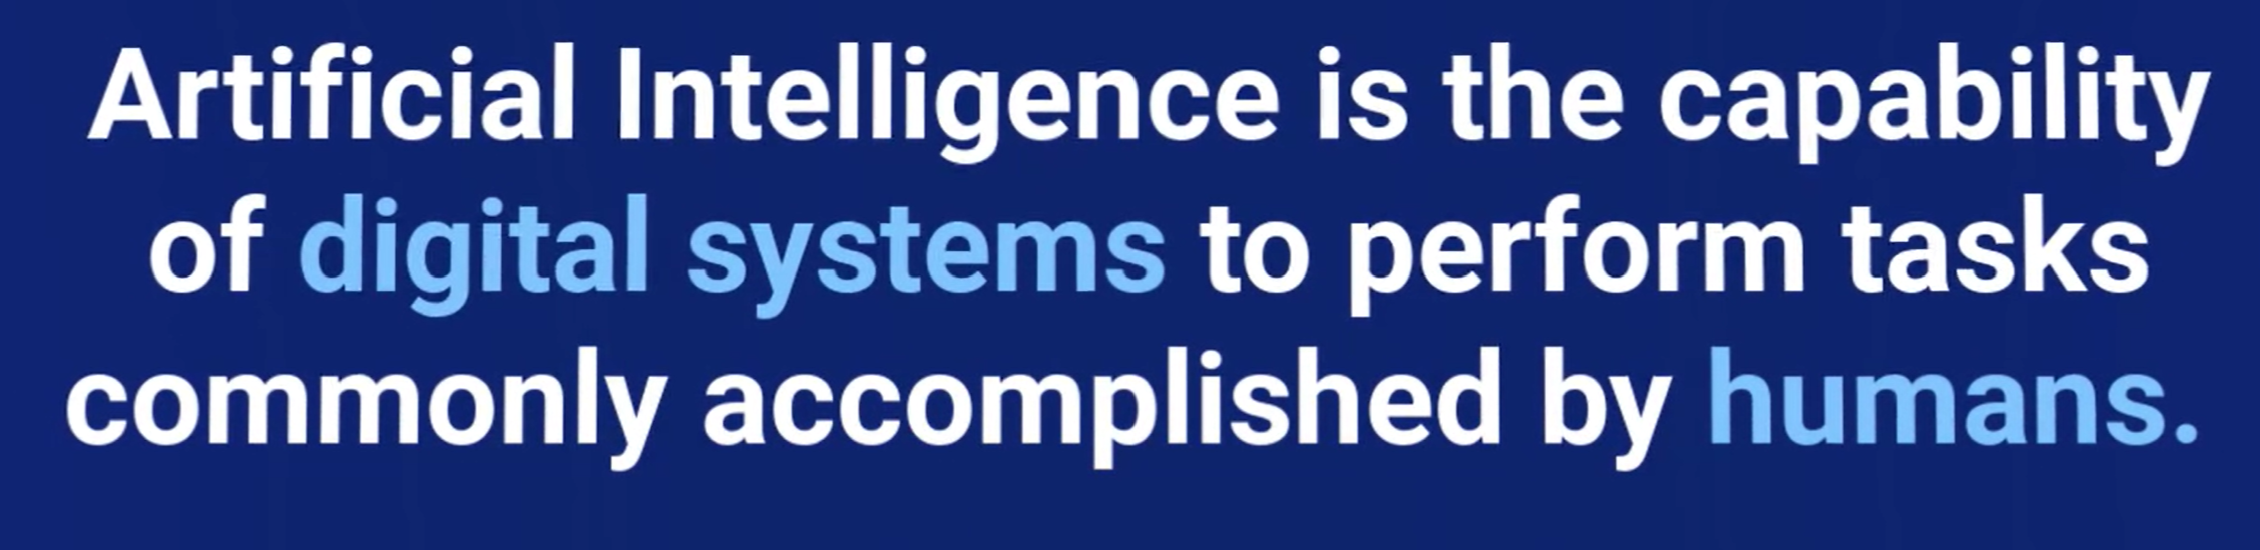 Artificial Intelligence is the capability
of digital systems to perform tasks
commonly accomplished by humans.